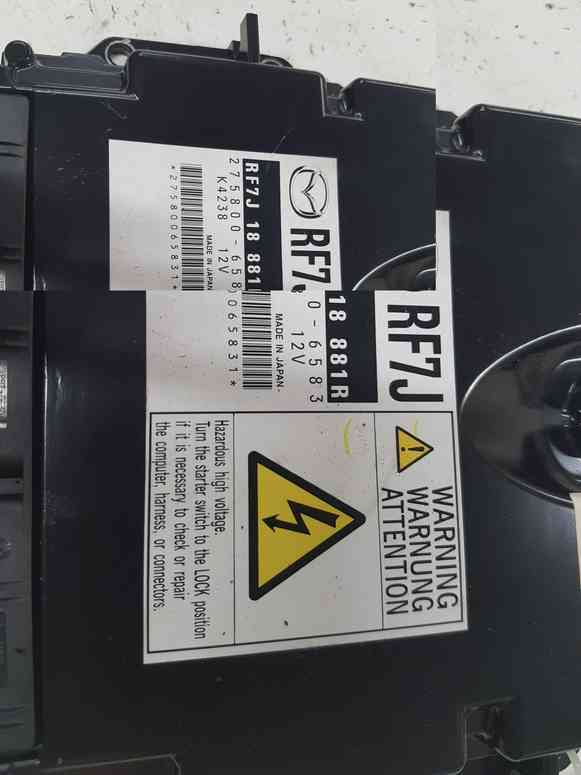 RF7J
RF7J 18 881
275800-658
K4238 12V
MADE IN JAPAN
*27580065831*
RF7J
18 881R
0-6583
12V
MADE IN JAPAN
065831*
WARNING
WARNUNG
ATTENTION
Hazardous high voltage.
Turn the starter switch to the LOCK position
if it is necessary to check or repair
the computer, harness, or connectors.